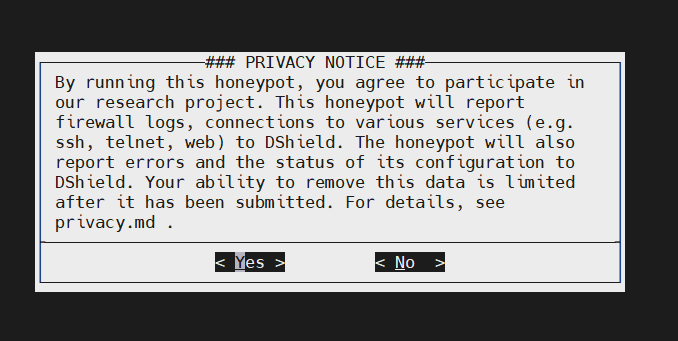 ### PRIVACY NOTICE ###
By running this honeypot, you agree to participate in
our research project. This honeypot will report
firewall logs, connections to various services (e.g.
ssh, telnet, web) to DShield. The honeypot will also
report errors and the status of its configuration to
DShield. Your ability to remove this data is limited
after it has been submitted. For details, see
privacy.md .
< Yes > < No >